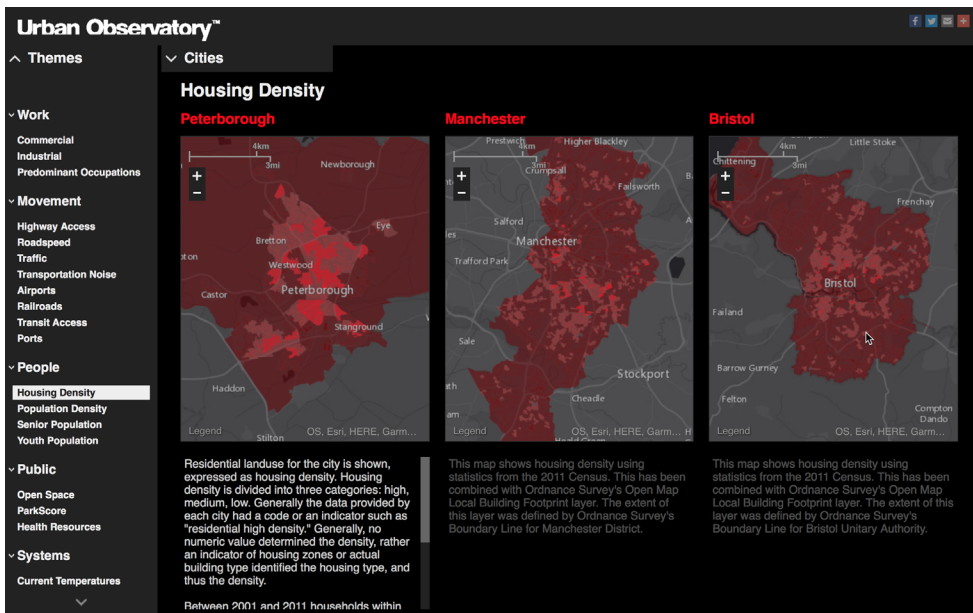 Urban Observatory™
Themes
Cities
Work
Commercial
Industrial
Predominant Occupations
Movement
Highway Access
Roadspeed
Traffic
Transportation Noise
Airports
Railroads
Transit Access
Ports
People
Housing Density
Population Density
Senior Population
Youth Population
Public
Open Space
ParkScore
Health Resources
Systems
Current Temperatures
Housing Density
Peterborough
4km
3mi
+
−
Newborough
Eye
Bretton
Westwood
Peterborough
Castor
Stanground
Haddon
Stilton
Legend
OS, Esri, HERE, Garm...
Residential landuse for the city is shown,
expressed as housing density. Housing
density is divided into three categories: high,
medium, low. Generally the data provided by
each city had a code or an indicator such as
"residential high density." Generally, no
numeric value determined the density, rather
an indicator of housing zones or actual
building type identified the housing type, and
thus the density.
Between 2001 and 2011 households within
Manchester
Prestwich
4km
3mi
+
−
Higher Blackley
Crumpsall
Failsworth
Salford
Manchester
Trafford Park
Sale
Stockport
Cheadle
Heald Green
Legend
OS, Esri, HERE, Garm...
This map shows housing density using
statistics from the 2011 Census. This has been
combined with Ordnance Survey's Open Map
Local Building Footprint layer. The extent of
this layer was defined by Ordnance Survey's
Boundary Line for Manchester District.
Bristol
4km
3mi
+
−
Little Stoke
Chittening
Frenchay
Bristol
Failand
Barrow Gurney
Felton
Compton
Dando
Legend
OS, Esri, HERE, Garm...
This map shows housing density using
statistics from the 2011 Census. This has been
combined with Ordnance Survey's Open Map
Local Building Footprint layer. The extent of
this layer was defined by Ordnance Survey's
Boundary Line for Bristol Unitary Authority.